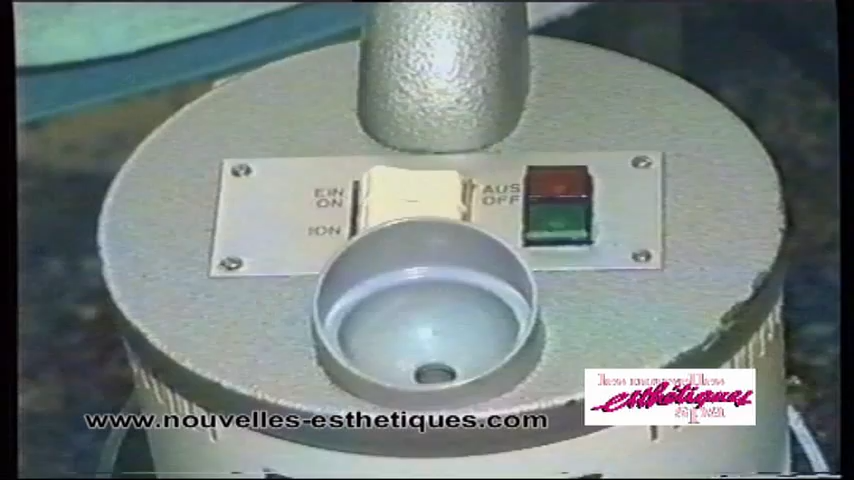 EIN
ON
ION
AUS
OFF
www.nouvelles-esthetiques.com
esthétiques